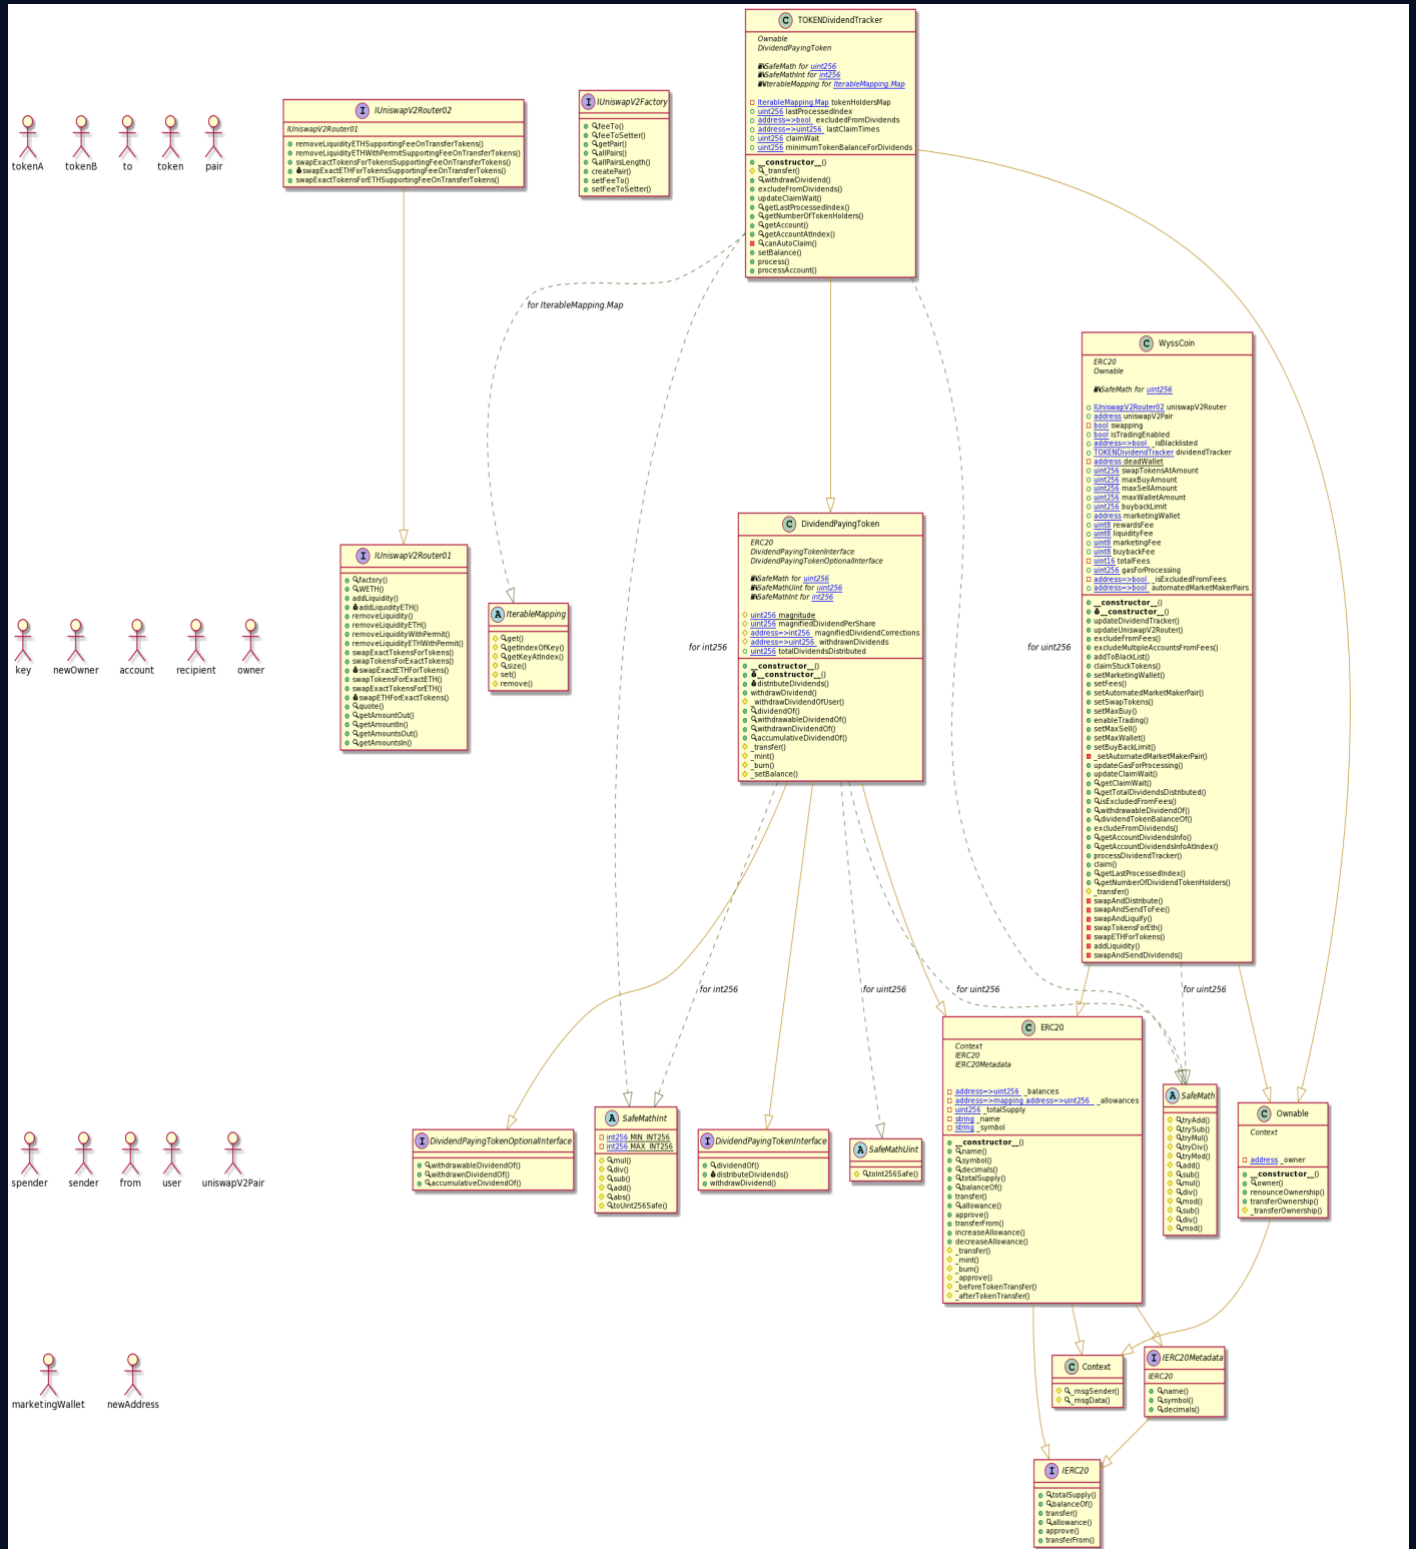 TOKENDividendTracker
Ownable
DividendPayingToken
SafeMath for uint256
SafeMathInt for int256
IterableMapping for IterableMapping.Map
IterableMapping.Map tokenHoldersMap
uint256 lastProcessedIndex
address=>bool excludedFromDividends
address=>uint256 lastClaimTimes
uint256 claimWait
uint256 minimumTokenBalanceForDividends
__constructor__()
_transfer()
withdrawDividend()
excludeFromDividends()
updateClaimWait()
getLastProcessedIndex()
getNumberOfTokenHolders()
getAccount()
getAccountAtIndex()
canAutoClaim()
setBalance()
process()
processAccount()
IUniswapV2Router02
IUniswapV2Router01
removeLiquidityETHSupportingFeeOnTransferTokens()
removeLiquidityETHWithPermitSupportingFeeOnTransferTokens()
swapExactTokensForTokensSupportingFeeOnTransferTokens()
swapExactETHForTokensSupportingFeeOnTransferTokens()
swapExactTokensForETHSupportingFeeOnTransferTokens()
IUniswapV2Factory
feeTo()
feeToSetter()
getPair()
allPairs()
allPairsLength()
createPair()
setFeeTo()
setFeeToSetter()
tokenA
tokenB
to
token
pair
for IterableMapping.Map
WyssCoin
ERC20
Ownable
SafeMath for uint256
IUniswapV2Router02 uniswapV2Router
address uniswapV2Pair
bool swapping
bool isTradingEnabled
address=>bool _isBlacklisted
TOKENDividendTracker dividendTracker
address deadWallet
uint256 swapTokensAtAmount
uint256 maxBuyAmount
uint256 maxSellAmount
uint256 maxWalletAmount
uint256 buybackLimit
address marketingWallet
uint8 rewardsFee
uint8 liquidityFee
uint8 marketingFee
uint8 buybackFee
uint16 totalFees
uint256 gasForProcessing
address=>bool _isExcludedFromFees
address=>bool automatedMarketMakerPairs
__constructor__()
__constructor__()
updateDividendTracker()
updateUniswapV2Router()
excludeFromFees()
excludeMultipleAccountsFromFees()
addToBlackList()
claimStuckTokens()
setMarketingWallet()
setFees()
setAutomatedMarketMakerPair()
setSwapTokens()
setMaxBuy()
enableTrading()
setMaxSell()
setMaxWallet()
setBuyBackLimit()
_setAutomatedMarketMakerPair()
updateGasForProcessing()
updateClaimWait()
getClaimWait()
getTotalDividendsDistributed()
isExcludedFromFees()
withdrawableDividendOf()
dividendTokenBalanceOf()
excludeFromDividends()
getAccountDividendsInfo()
getAccountDividendsInfoAtIndex()
processDividendTracker()
claim()
getLastProcessedIndex()
getNumberOfDividendTokenHolders()
_transfer()
swapAndDistribute()
swapAndSendToFee()
swapAndLiquify()
swapTokensForEth()
swapETHForTokens()
addLiquidity()
swapAndSendDividends()
DividendPayingToken
ERC20
DividendPayingTokenInterface
DividendPayingTokenOptionalInterface
SafeMath for uint256
SafeMathUint for uint256
SafeMathInt for int256
uint256 magnitude
uint256 magnifiedDividendPerShare
address=>int256 magnifiedDividendCorrections
address=>uint256 withdrawnDividends
uint256 totalDividendsDistributed
__constructor__()
__constructor__()
distributeDividends()
withdrawDividend()
_withdrawDividendOfUser()
dividendOf()
withdrawableDividendOf()
withdrawnDividendOf()
accumulativeDividendOf()
_transfer()
_mint()
_burn()
_setBalance()
IUniswapV2Router01
factory()
WETH()
addLiquidity()
addLiquidityETH()
removeLiquidity()
removeLiquidityETH()
removeLiquidityWithPermit()
removeLiquidityETHWithPermit()
swapExactTokensForTokens()
swapTokensForExactTokens()
swapExactETHForTokens()
swapTokensForExactETH()
swapExactTokensForETH()
swapETHForExactTokens()
quote()
getAmountOut()
getAmountIn()
getAmountsOut()
getAmountsIn()
IterableMapping
get()
getIndexOfKey()
getKeyAtIndex()
size()
set()
remove()
for int256
for uint256
key
newOwner
account
recipient
owner
for int256
for uint256
for uint256
for uint256
ERC20
Context
IERC20
IERC20Metadata
address=>uint256 _balances
address=>mapping address=>uint256 _allowances
uint256 _totalSupply
string _name
string _symbol
__constructor__()
name()
symbol()
decimals()
totalSupply()
balanceOf()
transfer()
allowance()
approve()
transferFrom()
increaseAllowance()
decreaseAllowance()
_transfer()
_mint()
_burn()
_approve()
_beforeTokenTransfer()
_afterTokenTransfer()
SafeMath
tryAdd()
trySub()
tryMul()
tryDiv()
tryMod()
add()
sub()
mul()
div()
mod()
sub()
div()
mod()
Ownable
Context
address _owner
__constructor__()
owner()
renounceOwnership()
transferOwnership()
_transferOwnership()
DividendPayingTokenOptionalInterface
withdrawableDividendOf()
withdrawnDividendOf()
accumulativeDividendOf()
SafeMathInt
int256 MIN_INT256
int256 MAX_INT256
mul()
div()
sub()
add()
abs()
toUint256Safe()
DividendPayingTokenInterface
dividendOf()
distributeDividends()
withdrawDividend()
SafeMathUint
toInt256Safe()
spender
sender
from
user
uniswapV2Pair
Context
_msgSender()
_msgData()
IERC20Metadata
IERC20
name()
symbol()
decimals()
marketingWallet
newAddress
IERC20
totalSupply()
balanceOf()
transfer()
allowance()
approve()
transferFrom()